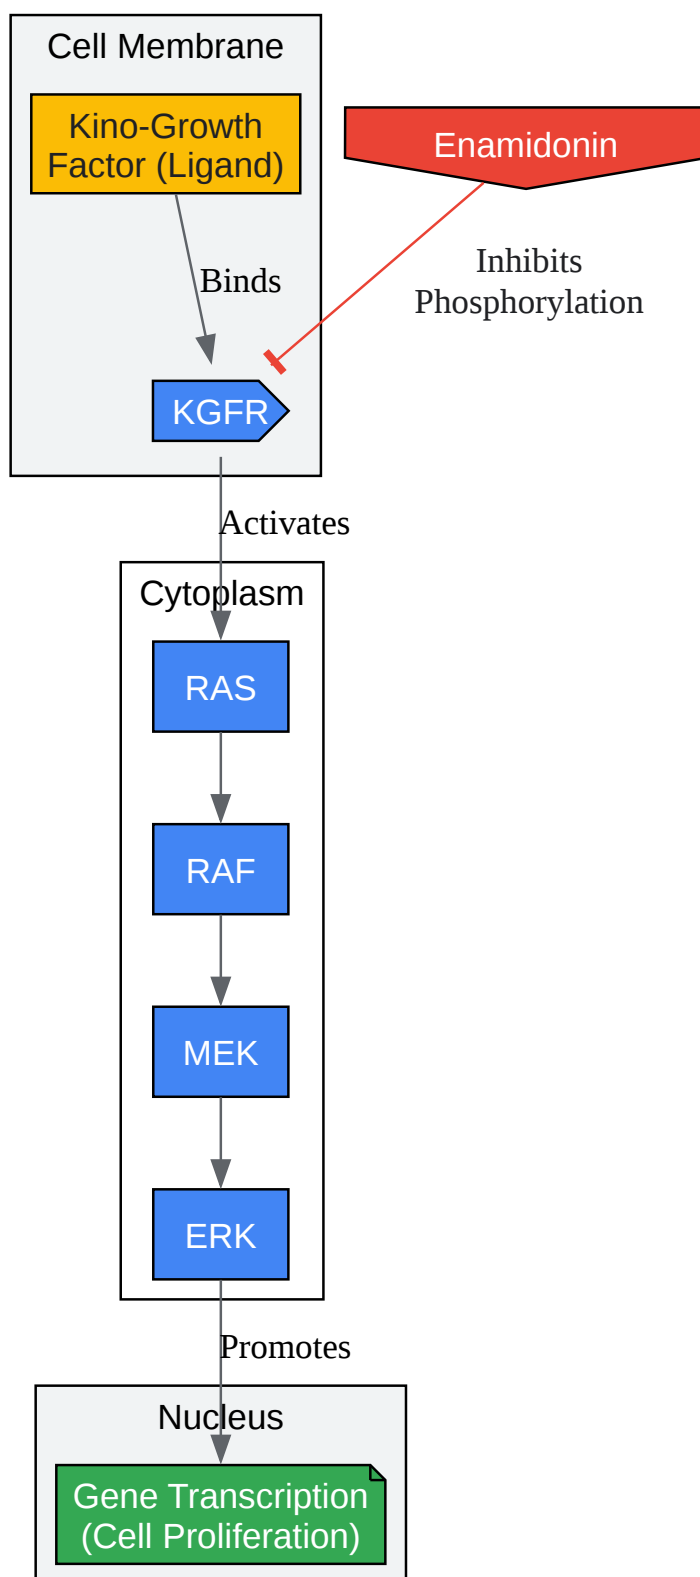 Cell Membrane
Kino-Growth
Factor (Ligand)
Enamidonin
Binds
Inhibits
Phosphorylation
KGFR
Activates
Cytoplasm
RAS
RAF
MEK
ERK
Promotes
Nucleus
Gene Transcription
(Cell Proliferation)